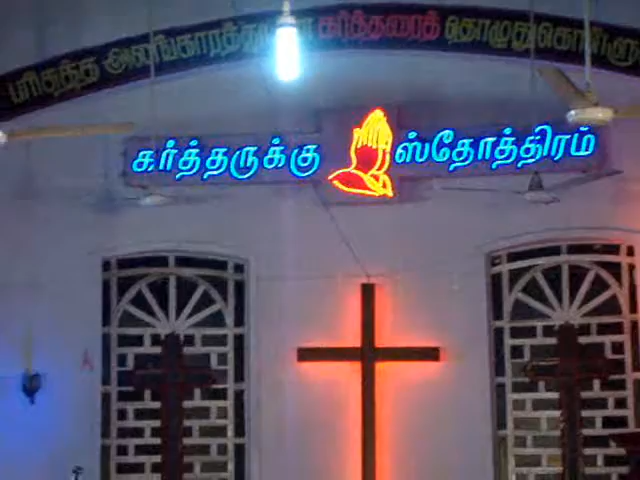 பரிசுத்த அலங்காரத்துடனே கர்த்தரைத் தொழுதுகொள்ளு
கர்த்தருக்கு ஸ்தோத்திரம்